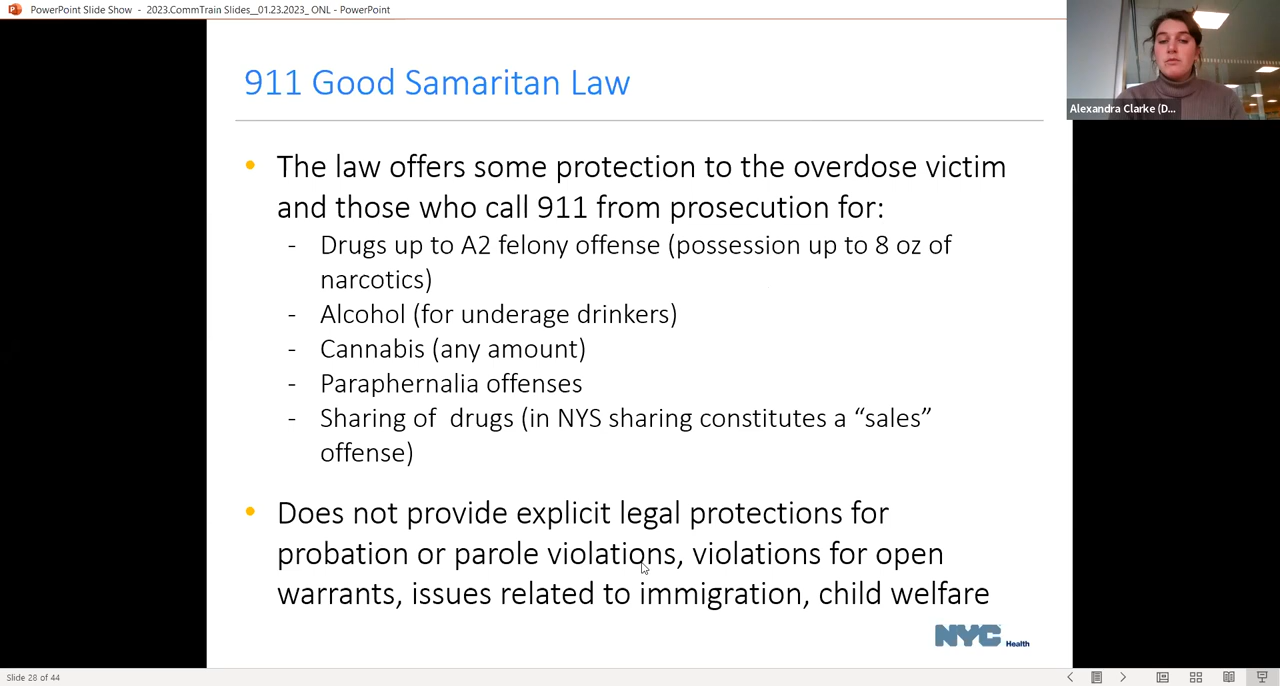 PowerPoint Slide Show - 2023.CommTrain Slides__01.23.2023_ ONL - PowerPoint
Alexandra Clarke (D...
911 Good Samaritan Law
• The law offers some protection to the overdose victim
and those who call 911 from prosecution for:
- Drugs up to A2 felony offense (possession up to 8 oz of
narcotics)
- Alcohol (for underage drinkers)
- Cannabis (any amount)
- Paraphernalia offenses
- Sharing of drugs (in NYS sharing constitutes a “sales”
offense)
• Does not provide explicit legal protections for
probation or parole violations, violations for open
warrants, issues related to immigration, child welfare
NYC Health
Slide 28 of 44